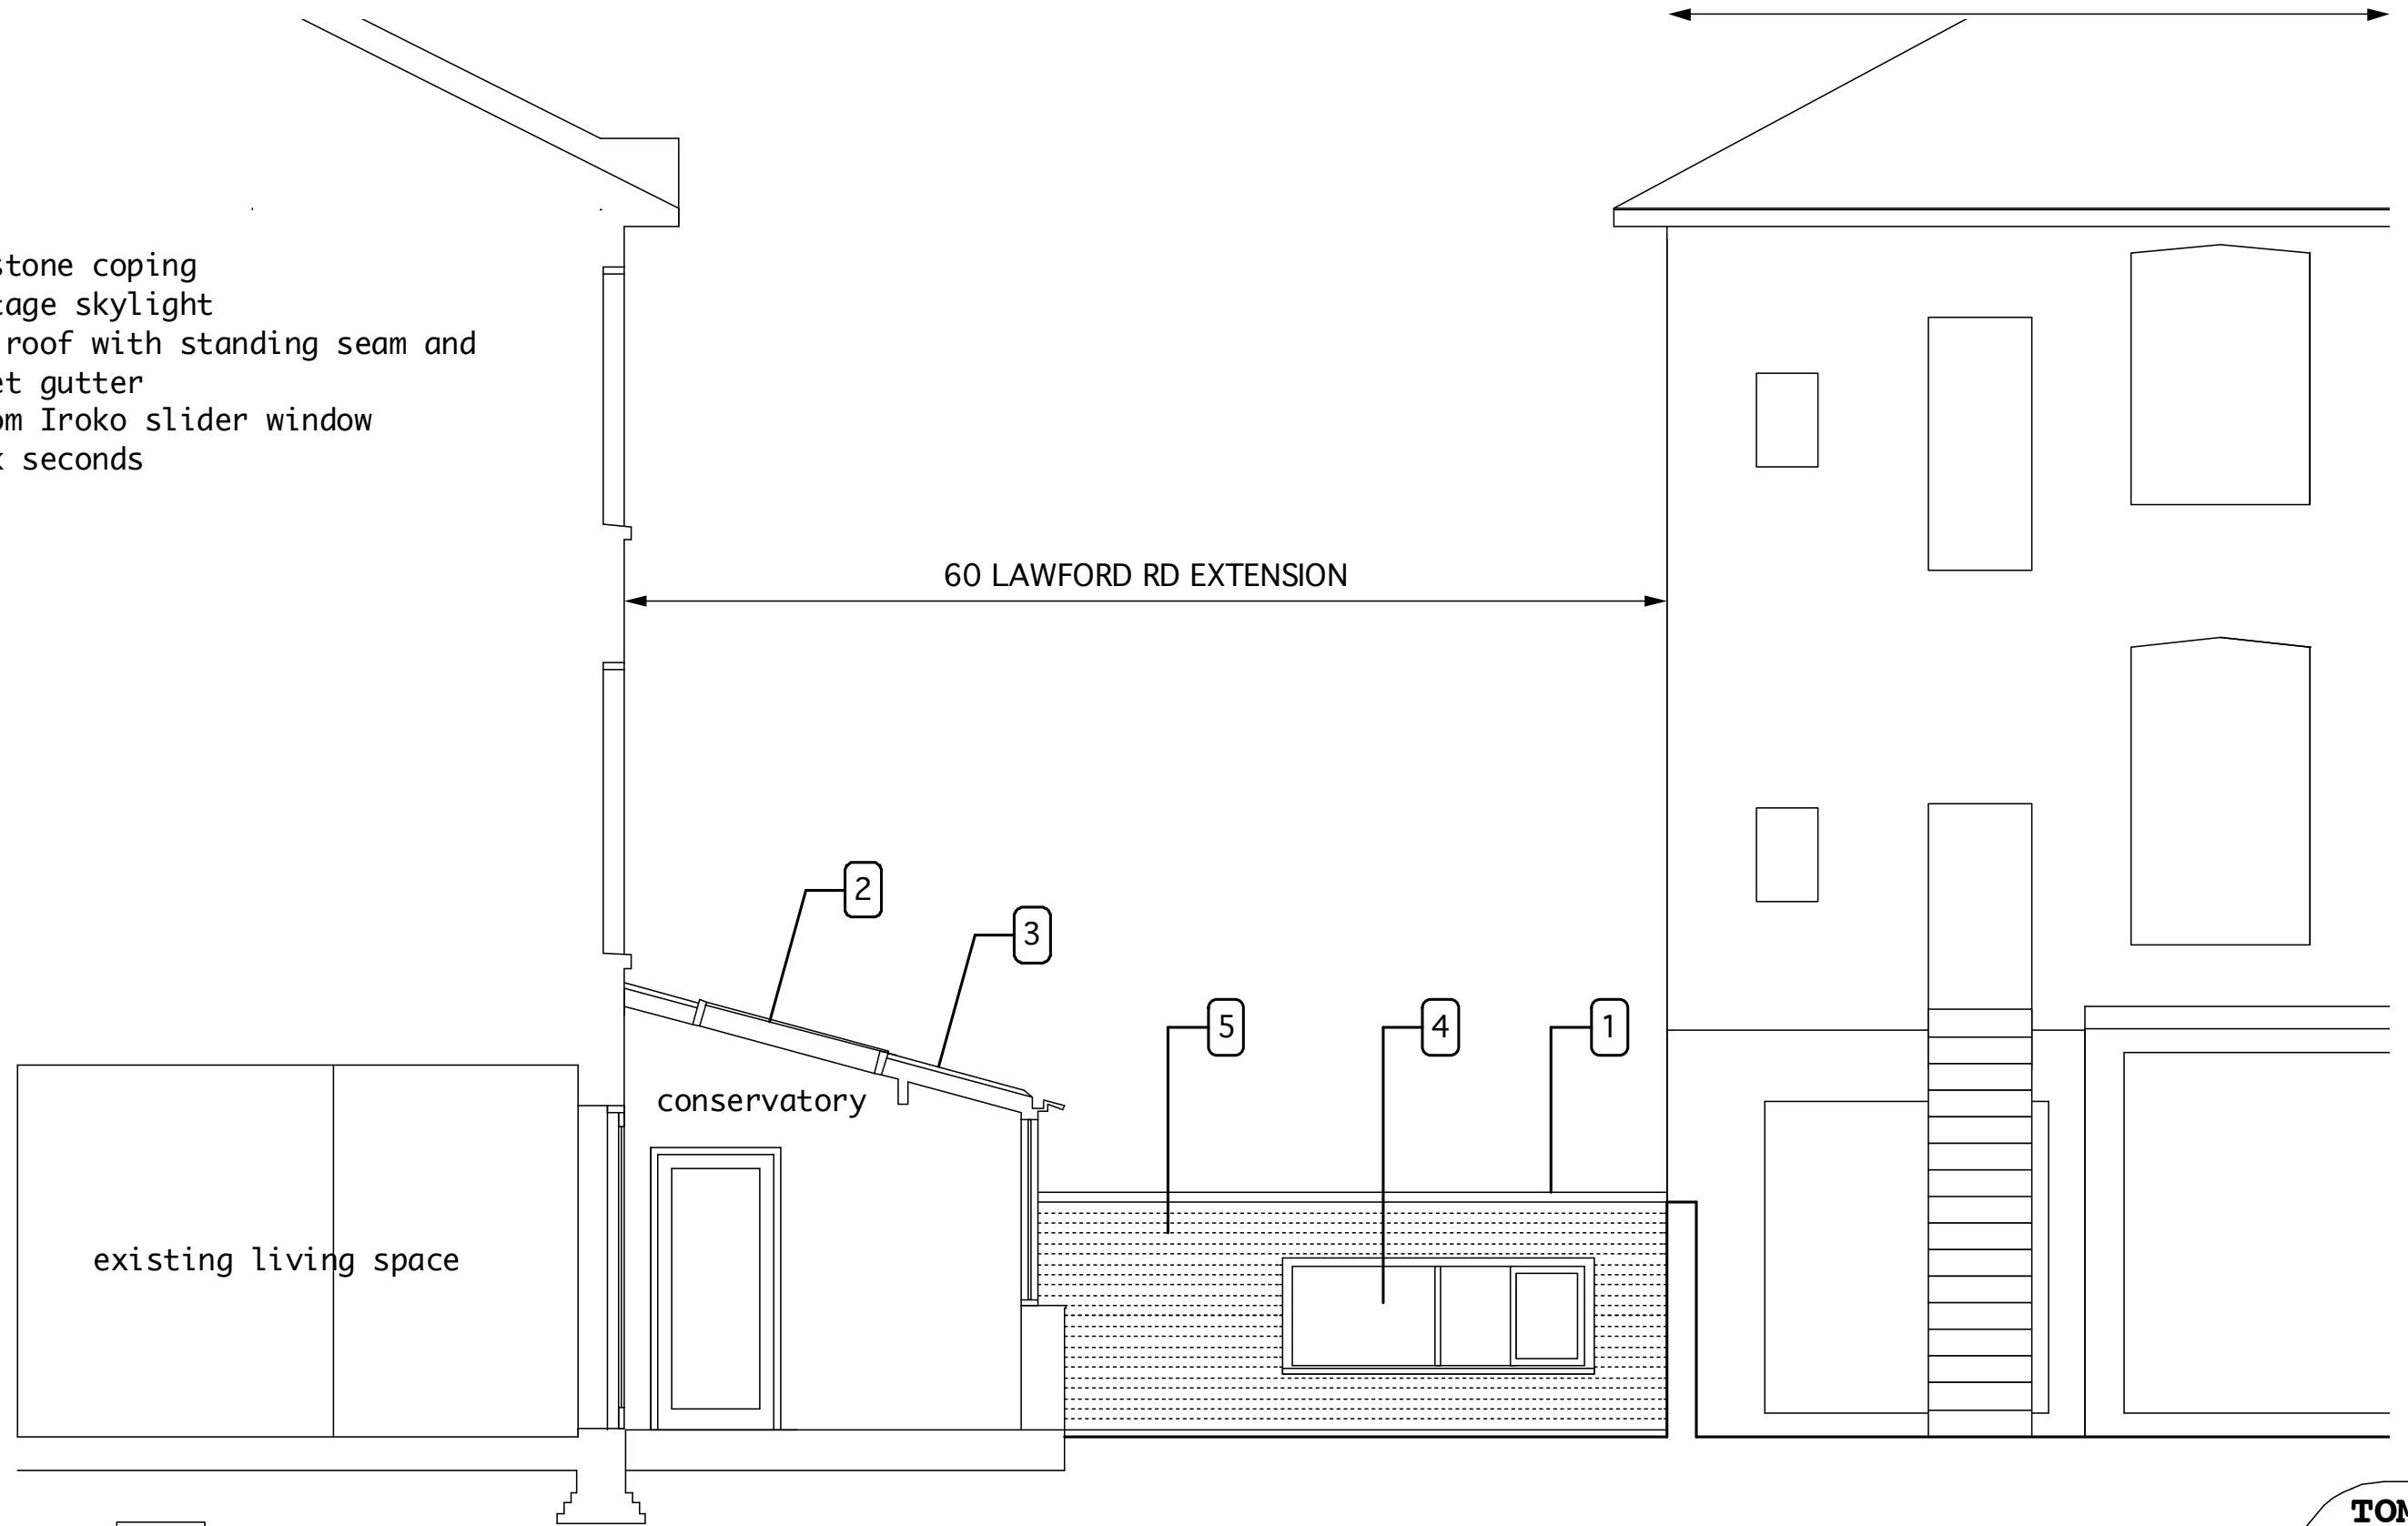 stone coping
tage skylight
roof with standing seam and
et gutter
om Iroko slider window
k seconds
60 LAWFORD RD EXTENSION
2
3
5
4
1
conservatory
existing living space
TOM